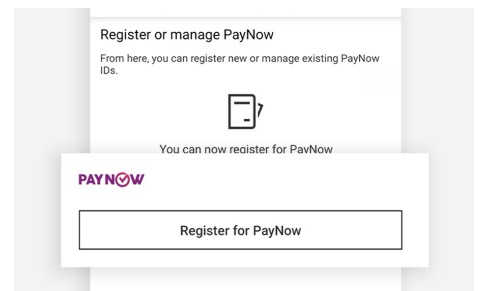 Register or manage PayNow
From here, you can register new or manage existing PayNow
IDs.
You can now register for PayNow
PAYNOW
Register for PayNow